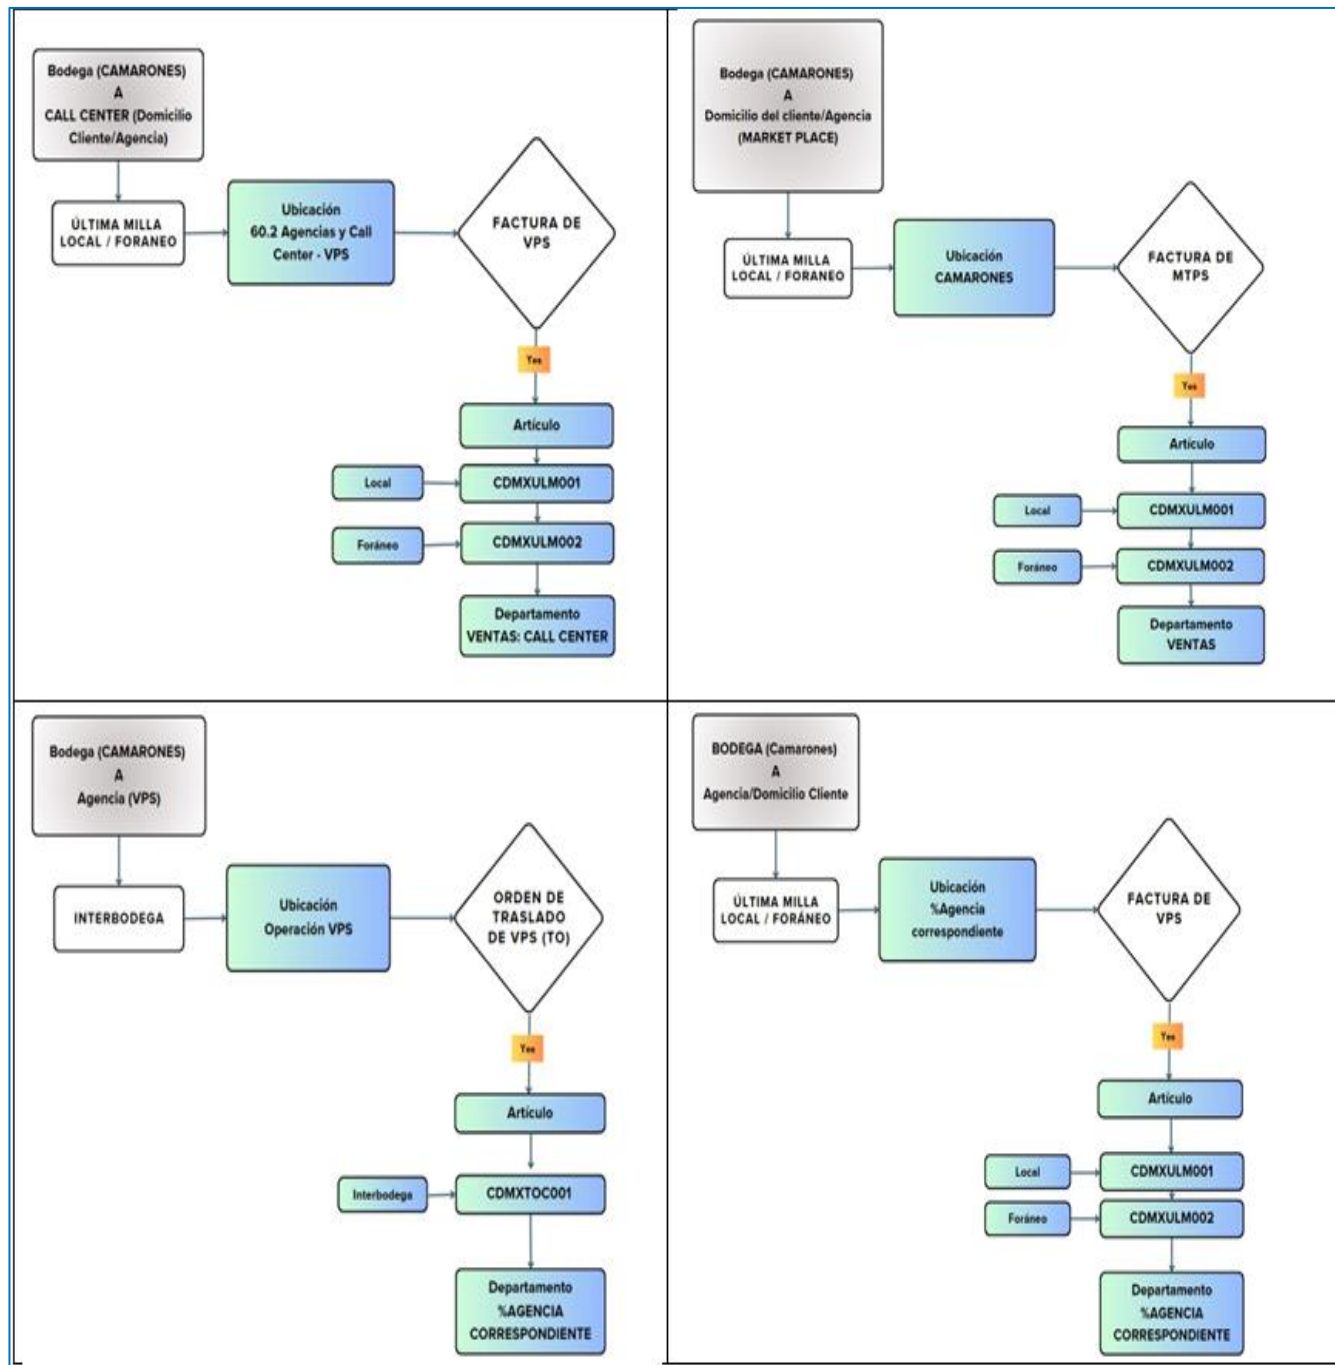 Bodega (CAMARONES)
A
CALL CENTER (Domicilio
Cliente/Agencia)
ÚLTIMA MILLA
LOCAL / FORANEO
Ubicación
60.2 Agencias y Call
Center - VPS
FACTURA DE
VPS
Yes
Artículo
Local
CDMXULM001
Foráneo
CDMXULM002
Departamento
VENTAS: CALL CENTER
Bodega (CAMARONES)
A
Domicilio del cliente/Agencia
(MARKET PLACE)
ÚLTIMA MILLA
LOCAL / FORANEO
Ubicación
CAMARONES
FACTURA DE
MTPS
Yes
Artículo
Local
CDMXULM001
Foráneo
CDMXULM002
Departamento
VENTAS
Bodega (CAMARONES)
A
Agencia (VPS)
INTERBODEGA
Ubicación
Operación VPS
ORDEN DE
TRASLADO
DE VPS (TO)
Yes
Artículo
Interbodega
CDMXTOC001
Departamento
%AGENCIA
CORRESPONDIENTE
BODEGA (Camarones)
A
Agencia/Domicilio Cliente
ÚLTIMA MILLA
LOCAL / FORÁNEO
Ubicación
%Agencia
correspondiente
FACTURA DE
VPS
Yes
Artículo
Local
CDMXULM001
Foráneo
CDMXULM002
Departamento
%AGENCIA
CORRESPONDIENTE